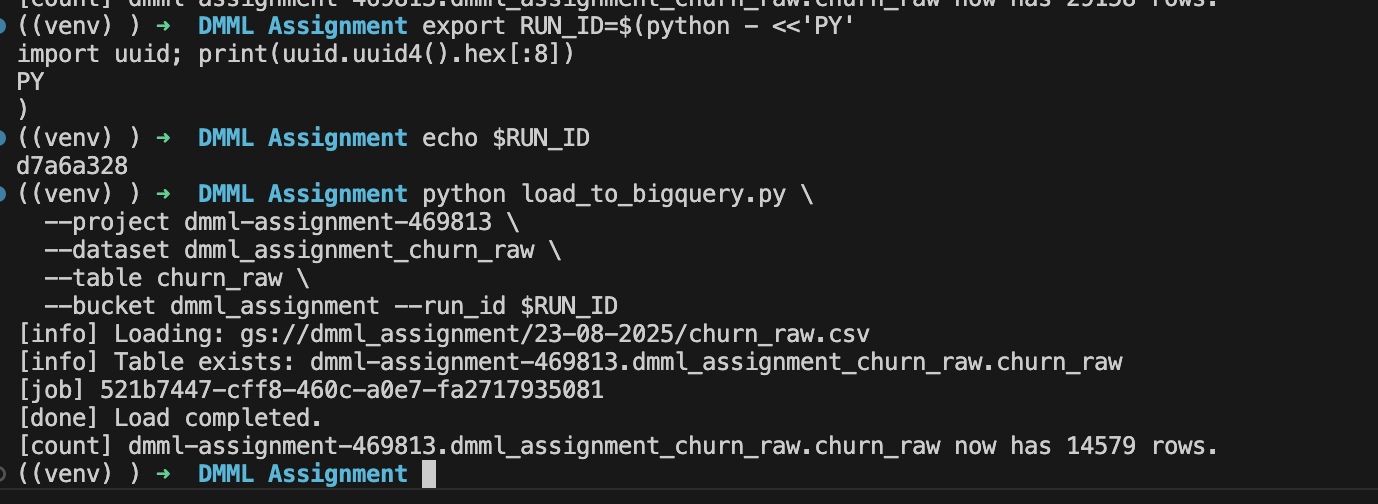 [count] dmml-assignment-469813.dmml_assignment_churn_raw.churn_raw now has 29158 rows.
((venv) ) ➜  DMML Assignment export RUN_ID=$(python - <<'PY'
import uuid; print(uuid.uuid4().hex[:8])
PY
)
((venv) ) ➜  DMML Assignment echo $RUN_ID
d7a6a328
((venv) ) ➜  DMML Assignment python load_to_bigquery.py \
  --project dmml-assignment-469813 \
  --dataset dmml_assignment_churn_raw \
  --table churn_raw \
  --bucket dmml_assignment --run_id $RUN_ID
[info] Loading: gs://dmml_assignment/23-08-2025/churn_raw.csv
[info] Table exists: dmml-assignment-469813.dmml_assignment_churn_raw.churn_raw
[job] 521b7447-cff8-460c-a0e7-fa2717935081
[done] Load completed.
[count] dmml-assignment-469813.dmml_assignment_churn_raw.churn_raw now has 14579 rows.
((venv) ) ➜  DMML Assignment